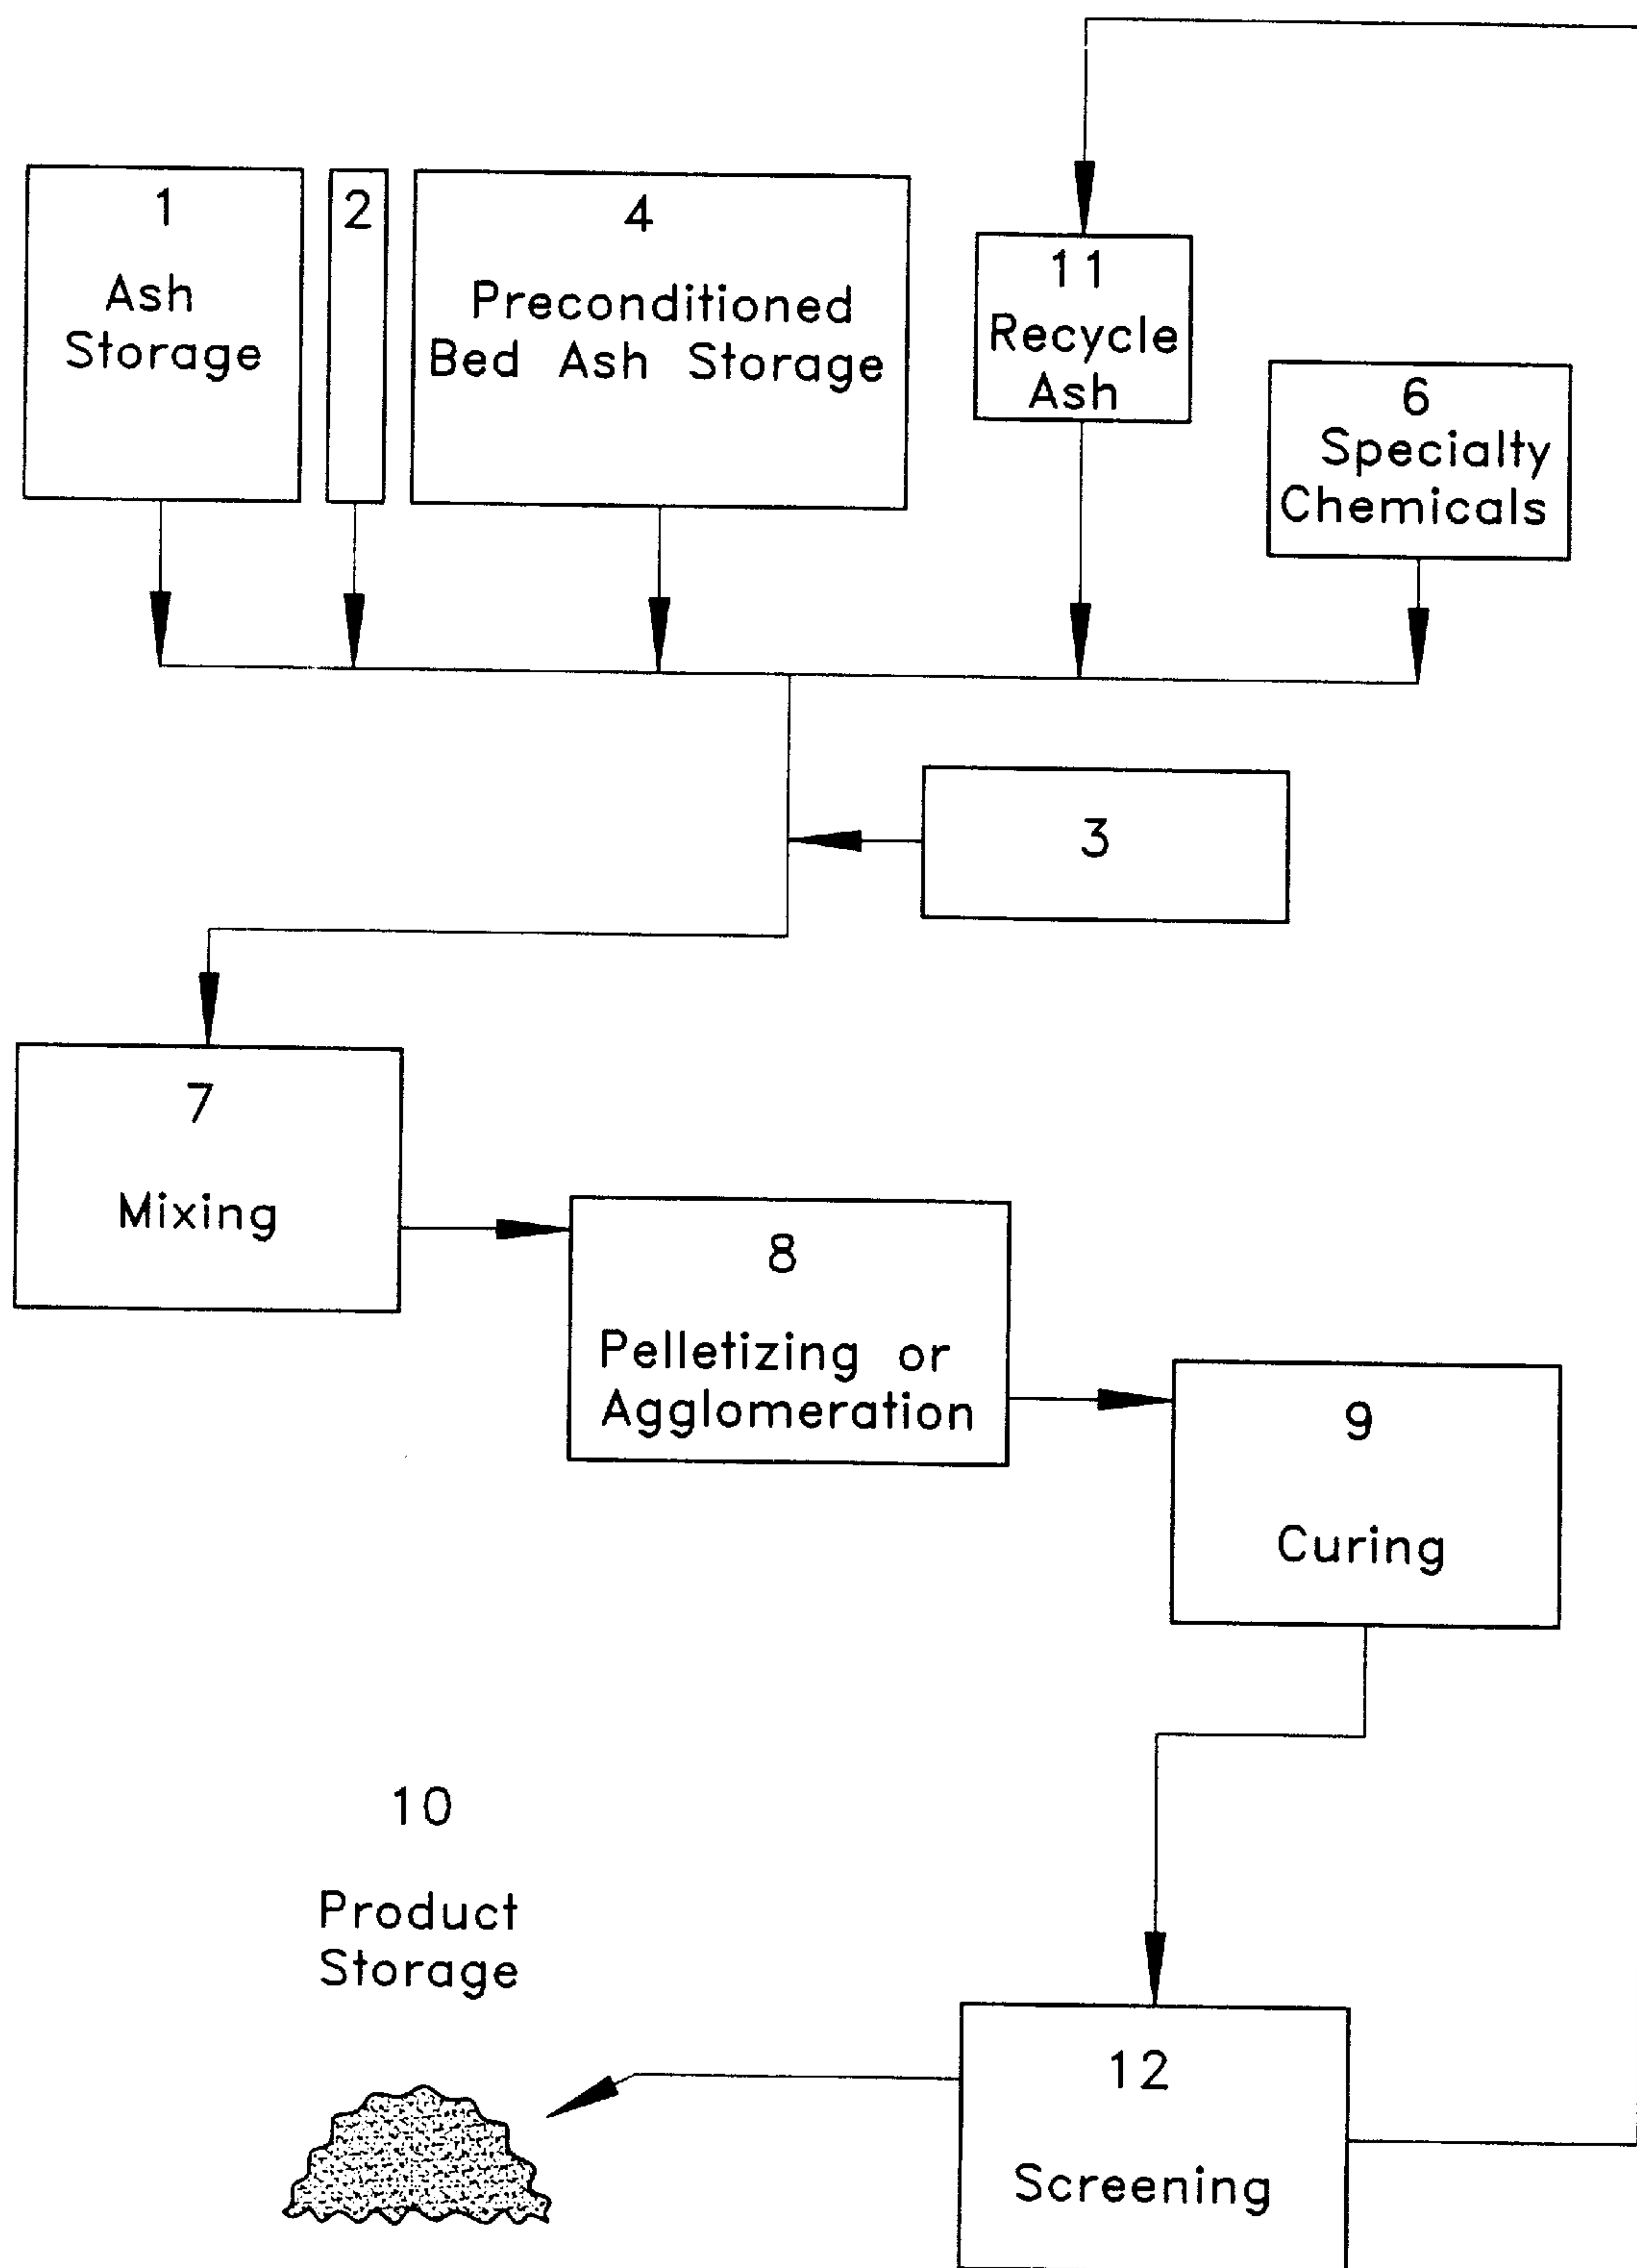 1
Ash
Storage
2
4
Preconditioned
Bed Ash Storage
11
Recycle
Ash
6
Specialty
Chemicals
3
7
Mixing
8
Pelletizing or
Agglomeration
9
Curing
10
Product
Storage
12
Screening